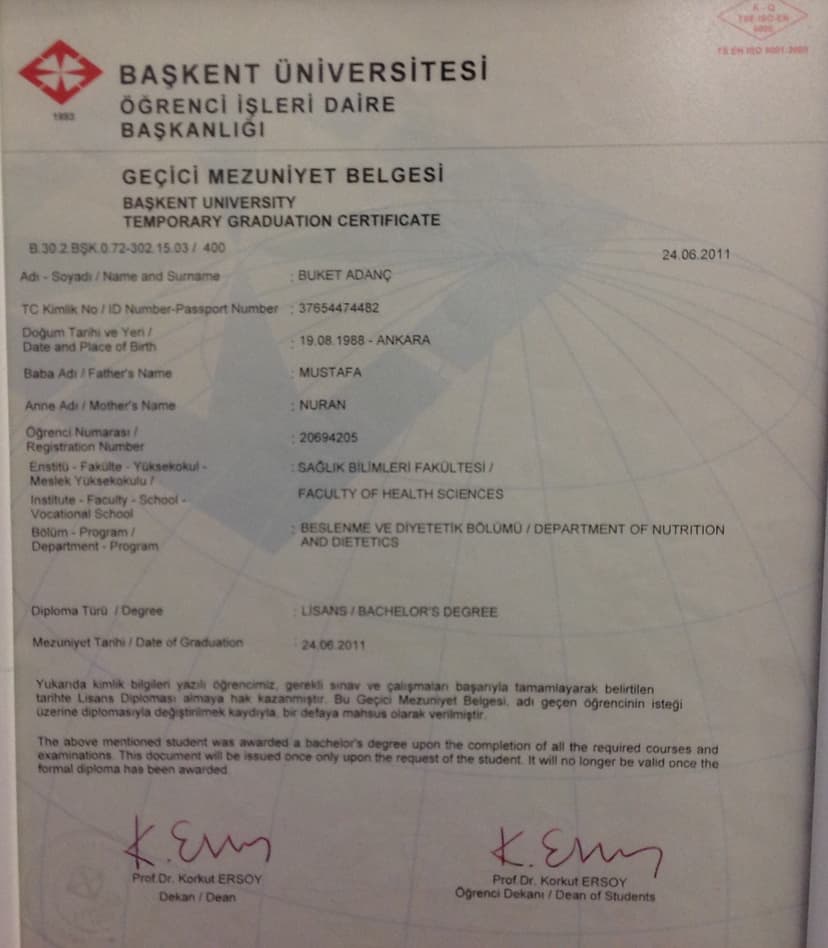 K - Q
TSE-ISO-EN
9000
TS EN ISO 9001:2000
1993
BAŞKENT ÜNİVERSİTESİ
ÖĞRENCİ İŞLERİ DAİRE
BAŞKANLIĞI
GEÇİCİ MEZUNİYET BELGESİ
BAŞKENT UNIVERSITY
TEMPORARY GRADUATION CERTIFICATE
B.30.2.BŞK.0.72-302.15.03 / 400
24.06.2011
Adı - Soyadı / Name and Surname : BUKET ADANÇ
TC Kimlik No / ID Number-Passport Number : 37654474482
Doğum Tarihi ve Yeri /
Date and Place of Birth : 19.08.1988 - ANKARA
Baba Adı / Father's Name : MUSTAFA
Anne Adı / Mother's Name : NURAN
Öğrenci Numarası /
Registration Number : 20694205
Enstitü - Fakülte - Yüksekokul - : SAĞLIK BİLİMLERİ FAKÜLTESİ /
Meslek Yüksekokulu /
Institute - Faculty - School - FACULTY OF HEALTH SCIENCES
Vocational School
Bölüm - Program / : BESLENME VE DİYETETİK BÖLÜMÜ / DEPARTMENT OF NUTRITION
Department - Program AND DIETETICS
Diploma Türü / Degree : LİSANS / BACHELOR'S DEGREE
Mezuniyet Tarihi / Date of Graduation : 24.06.2011
Yukarıda kimlik bilgileri yazılı öğrencimiz, gerekli sınav ve çalışmaları başarıyla tamamlayarak belirtilen
tarihte Lisans Diploması almaya hak kazanmıştır. Bu Geçici Mezuniyet Belgesi, adı geçen öğrencinin isteği
üzerine diplomasıyla değiştirilmek kaydıyla, bir defaya mahsus olarak verilmiştir.
The above mentioned student was awarded a bachelor's degree upon the completion of all the required courses and
examinations. This document will be issued once only upon the request of the student. It will no longer be valid once the
formal diploma has been awarded.
K. Ersoy K. Ersoy
Prof.Dr. Korkut ERSOY Prof.Dr. Korkut ERSOY
Dekan / Dean Öğrenci Dekanı / Dean of Students